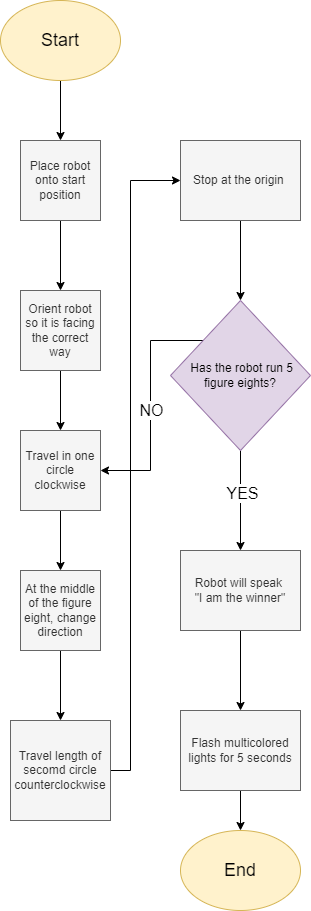 Start
Place robot
onto start
position
Orient robot
so it is facing
the correct
way
Travel in one
circle
clockwise
At the middle
of the figure
eight, change
direction
Travel length of
secomd circle
counterclockwise
Stop at the origin
Has the robot run 5
figure eights?
NO
YES
Robot will speak
"I am the winner"
Flash multicolored
lights for 5 seconds
End